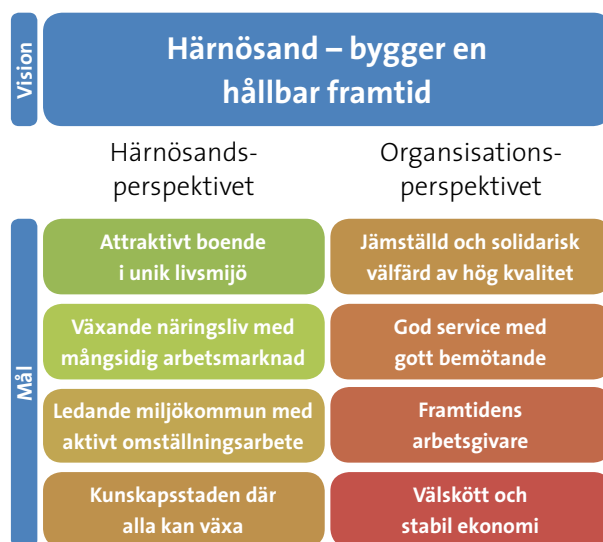 Vision
Härnösand – bygger en
hållbar framtid
Härnösands-
perspektivet
Organsisations-
perspektivet
Mål
Attraktivt boende
i unik livsmijö
Jämställd och solidarisk
välfärd av hög kvalitet
Växande näringsliv med
mångsidig arbetsmarknad
God service med
gott bemötande
Ledande miljökommun med
aktivt omställningsarbete
Framtidens
arbetsgivare
Kunskapsstaden där
alla kan växa
Välskött och
stabil ekonomi